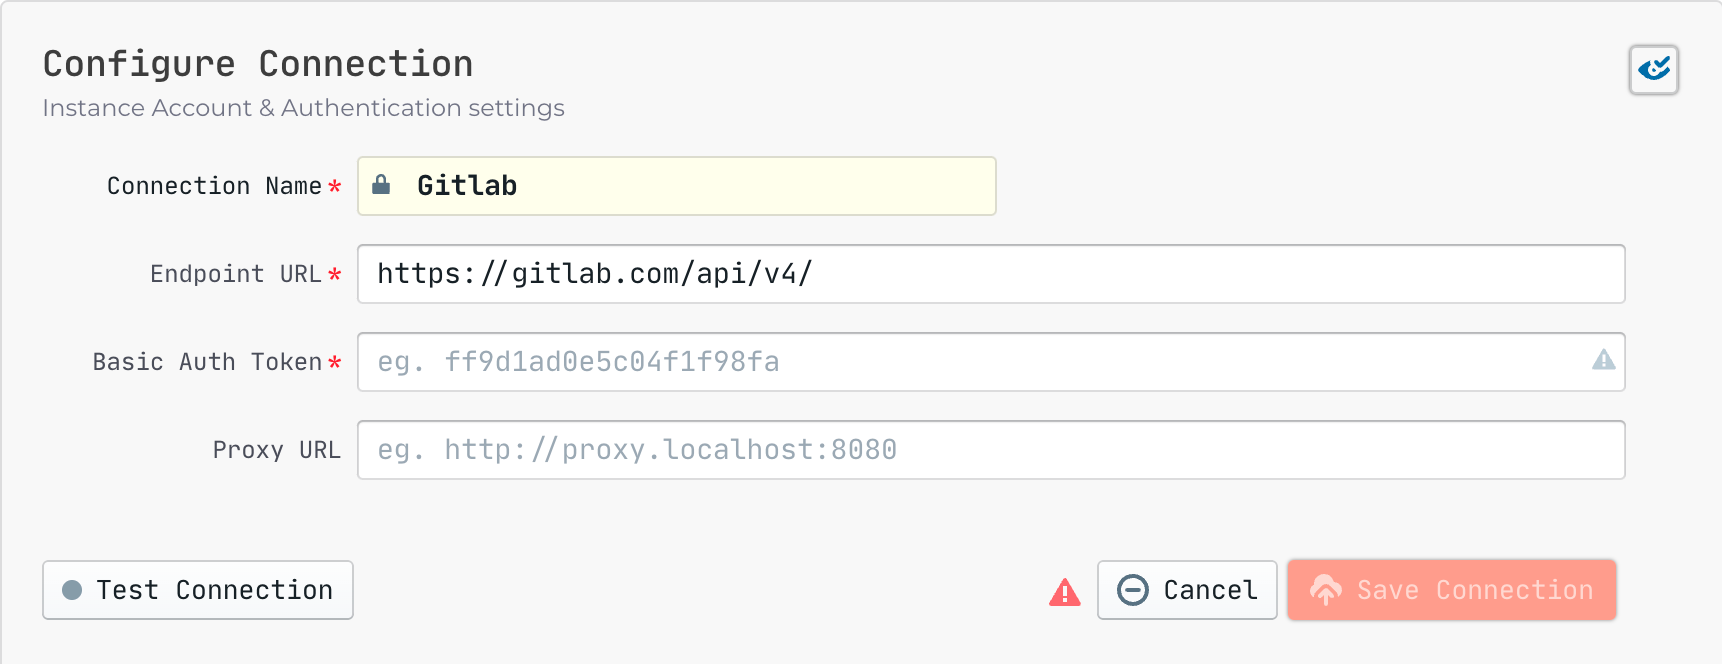 Configure Connection
Instance Account & Authentication settings
Connection Name* Gitlab
Endpoint URL* https://gitlab.com/api/v4/
Basic Auth Token* eg. ff9d1ad0e5c04f1f98fa
Proxy URL eg. http://proxy.localhost:8080
Test Connection Cancel Save Connection